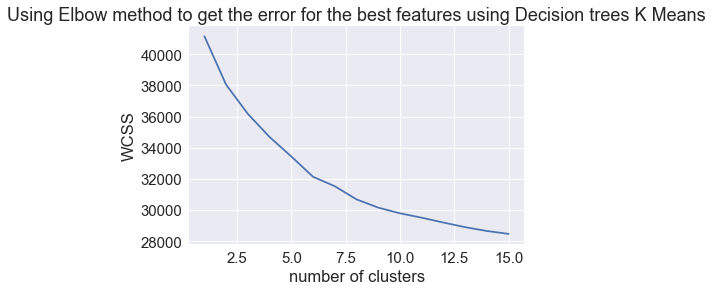 Using Elbow method to get the error for the best features using Decision trees K Means
40000
38000
36000
34000
32000
30000
28000
WCSS
2.5 5.0 7.5 10.0 12.5 15.0
number of clusters